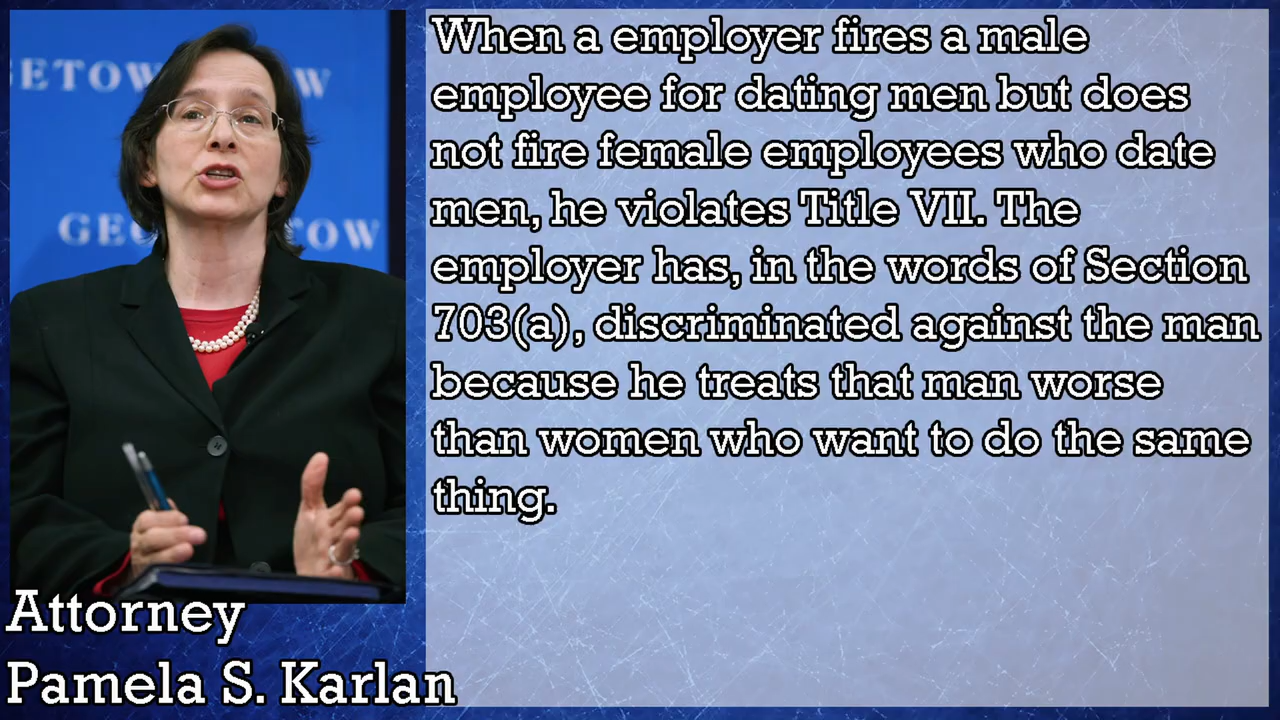 When a employer fires a male
employee for dating men but does
not fire female employees who date
men, he violates Title VII. The
employer has, in the words of Section
703(a), discriminated against the man
because he treats that man worse
than women who want to do the same
thing.
Attorney
Pamela S. Karlan